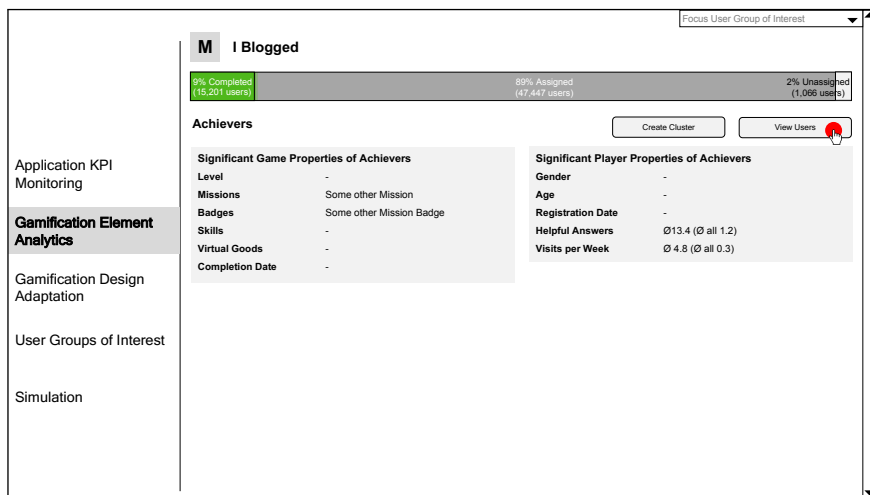 Focus User Group of Interest
M I Blogged
9% Completed 89% Assigned 2% Unassigned
(15,201 users) (47,447 users) (1,066 users)
Achievers
Create Cluster
View Users
Application KPI
Monitoring
Gamification Element
Analytics
Gamification Design
Adaptation
User Groups of Interest
Simulation
Significant Game Properties of Achievers
Level -
Missions Some other Mission
Badges Some other Mission Badge
Skills -
Virtual Goods -
Completion Date -
Significant Player Properties of Achievers
Gender -
Age -
Registration Date -
Helpful Answers Ø13.4 (Ø all 1.2)
Visits per Week Ø 4.8 (Ø all 0.3)